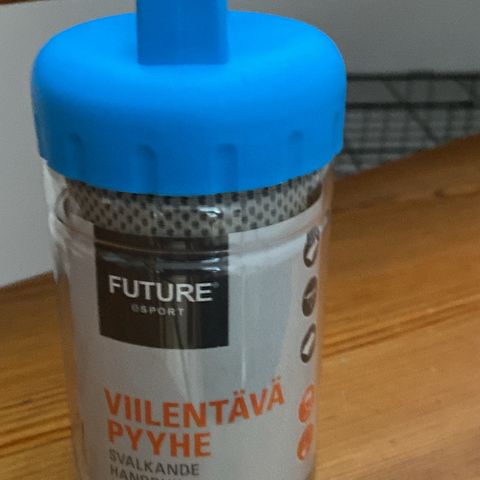 FUTURE®
@SPORT
VIILENTÄVÄ
PYYHE
SVALKANDE